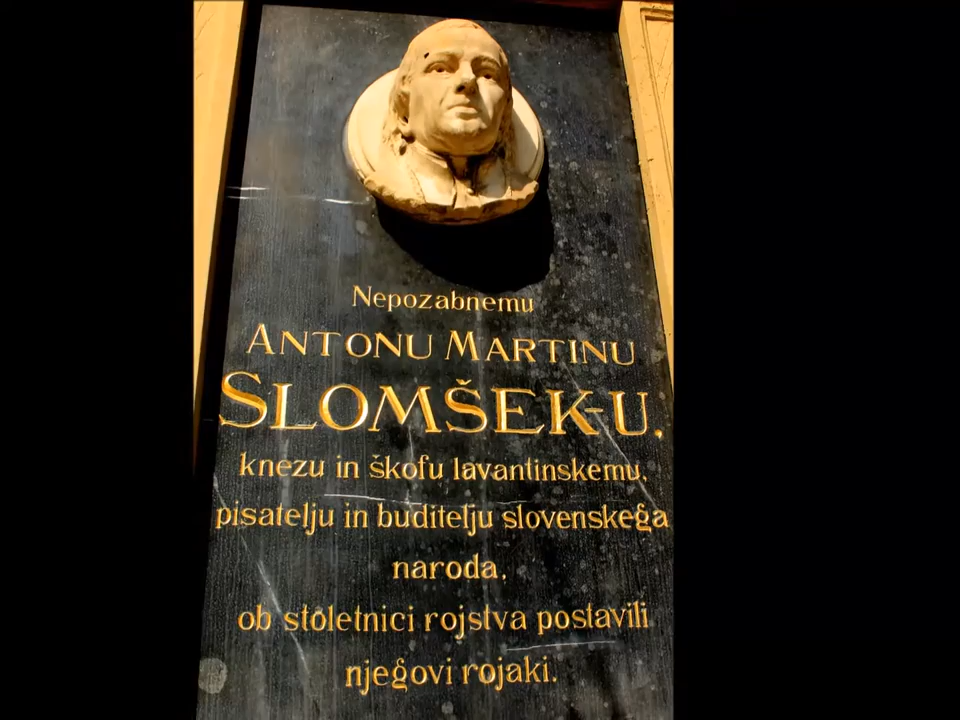 Nepozabnemu
ANTONU MARTINU
SLOMŠEK-U,
knezu in škofu lavantinskemu,
pisatelju in buditelju slovenskega
naroda,
ob stoletnici rojstva postavili
njegovi rojaki.